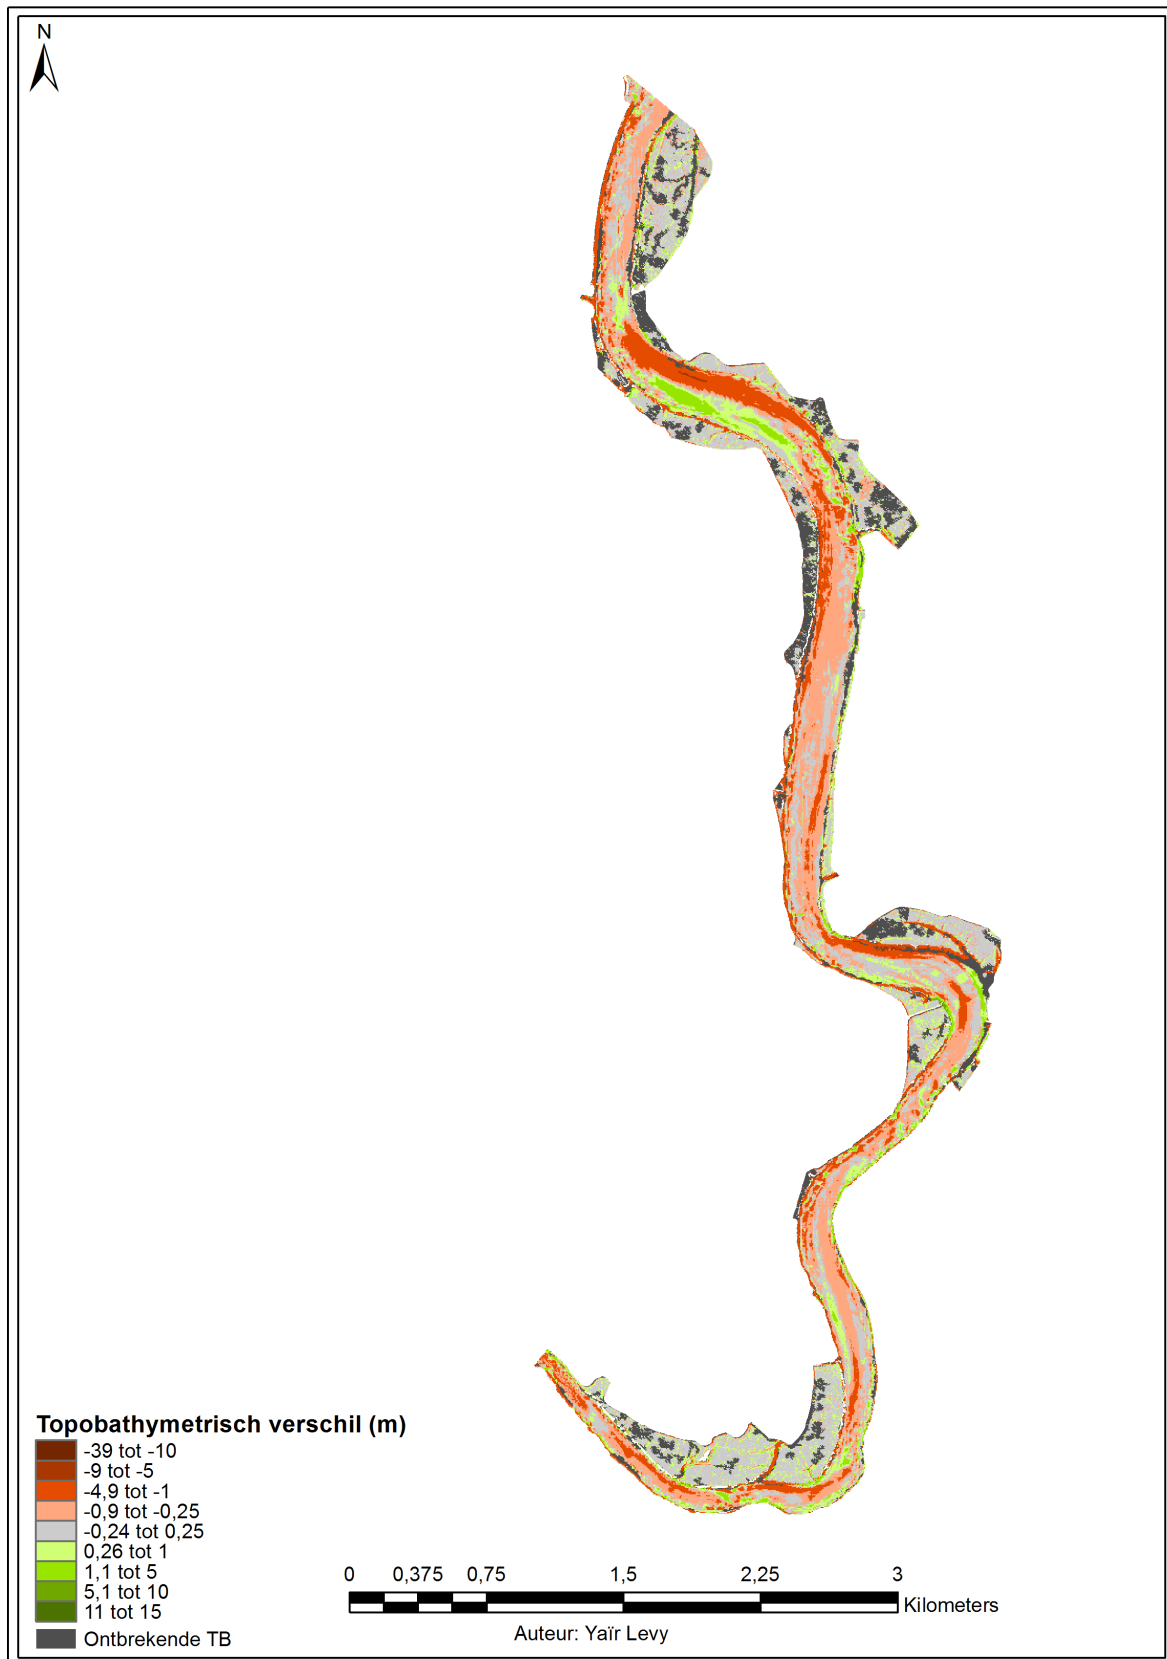 N
Topobathymetrisch verschil (m)
-39 tot -10
-9 tot -5
-4,9 tot -1
-0,9 tot -0,25
-0,24 tot 0,25
0,26 tot 1
1,1 tot 5
5,1 tot 10
11 tot 15
Ontbrekende TB
0 0,375 0,75 1,5 2,25 3
Kilometers
Auteur: Yaïr Levy